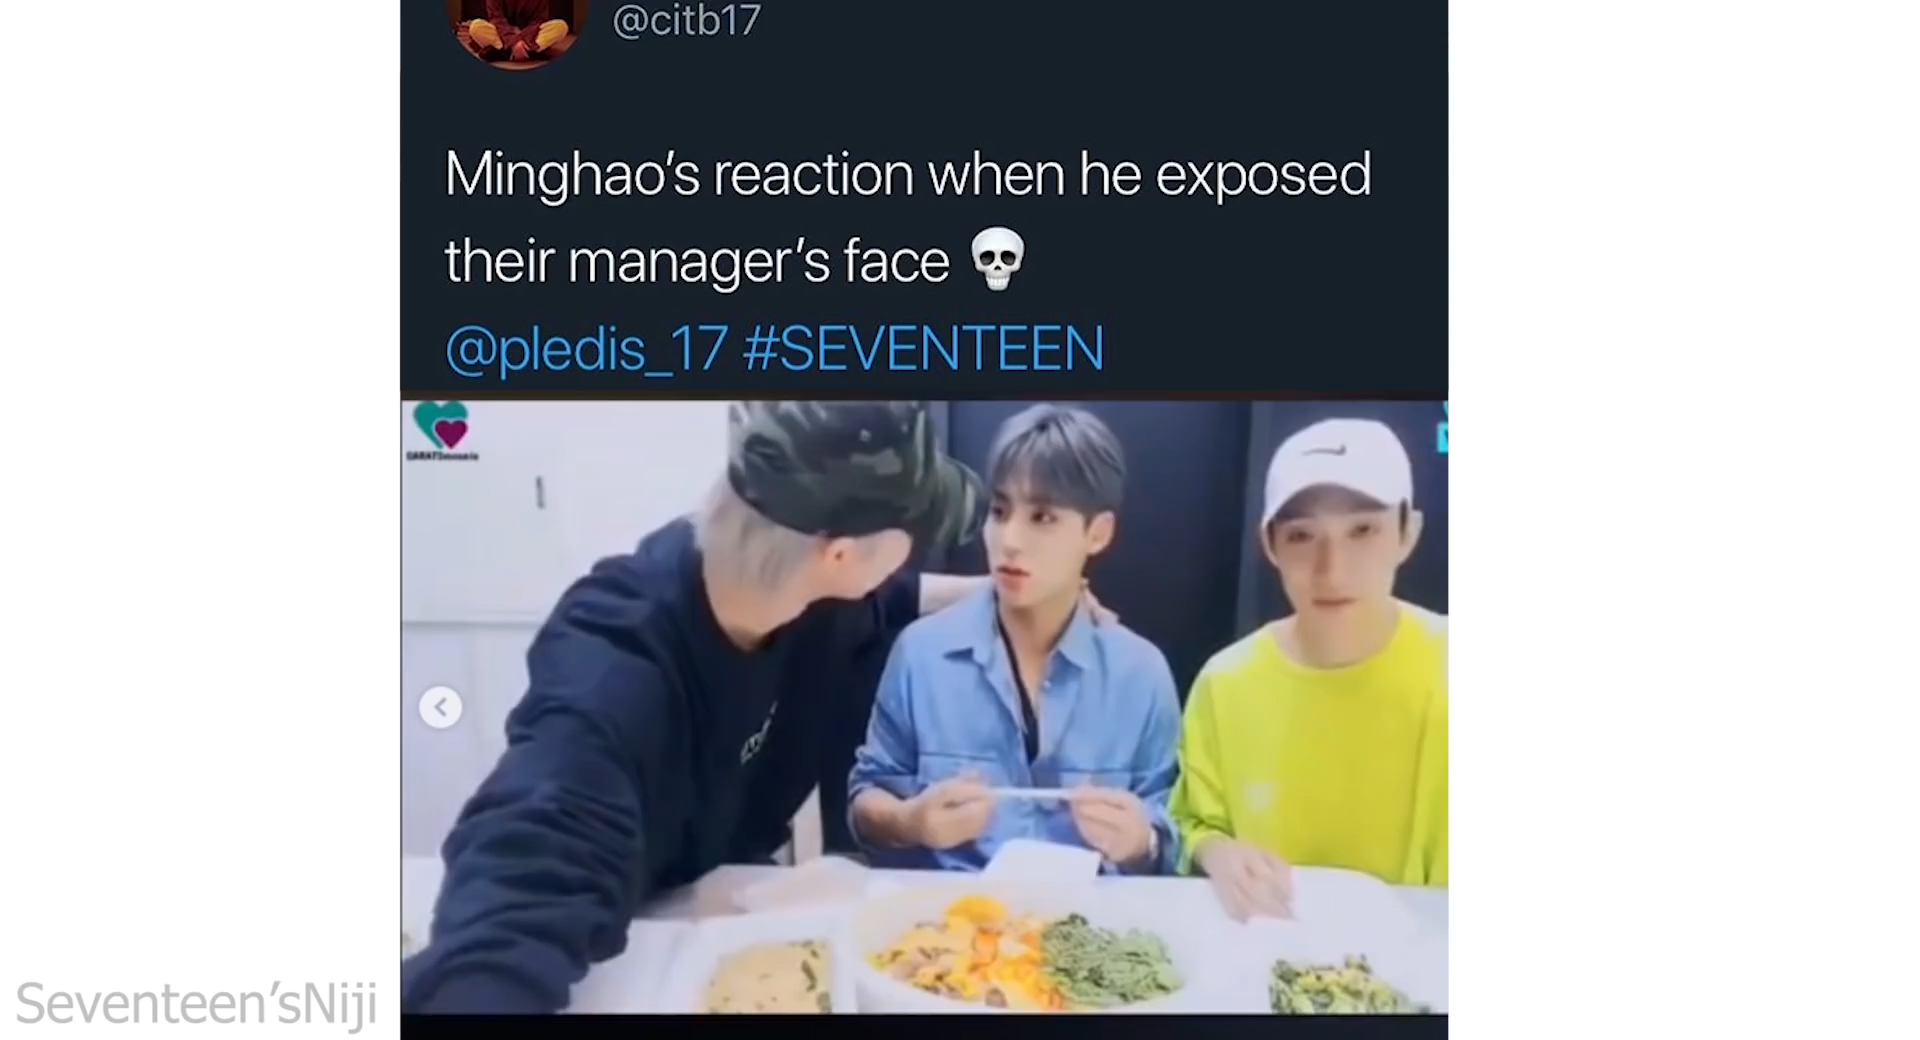 @citb17
Minghao’s reaction when he exposed
their manager’s face 💀
@pledis_17 #SEVENTEEN
Seventeen’sNiji